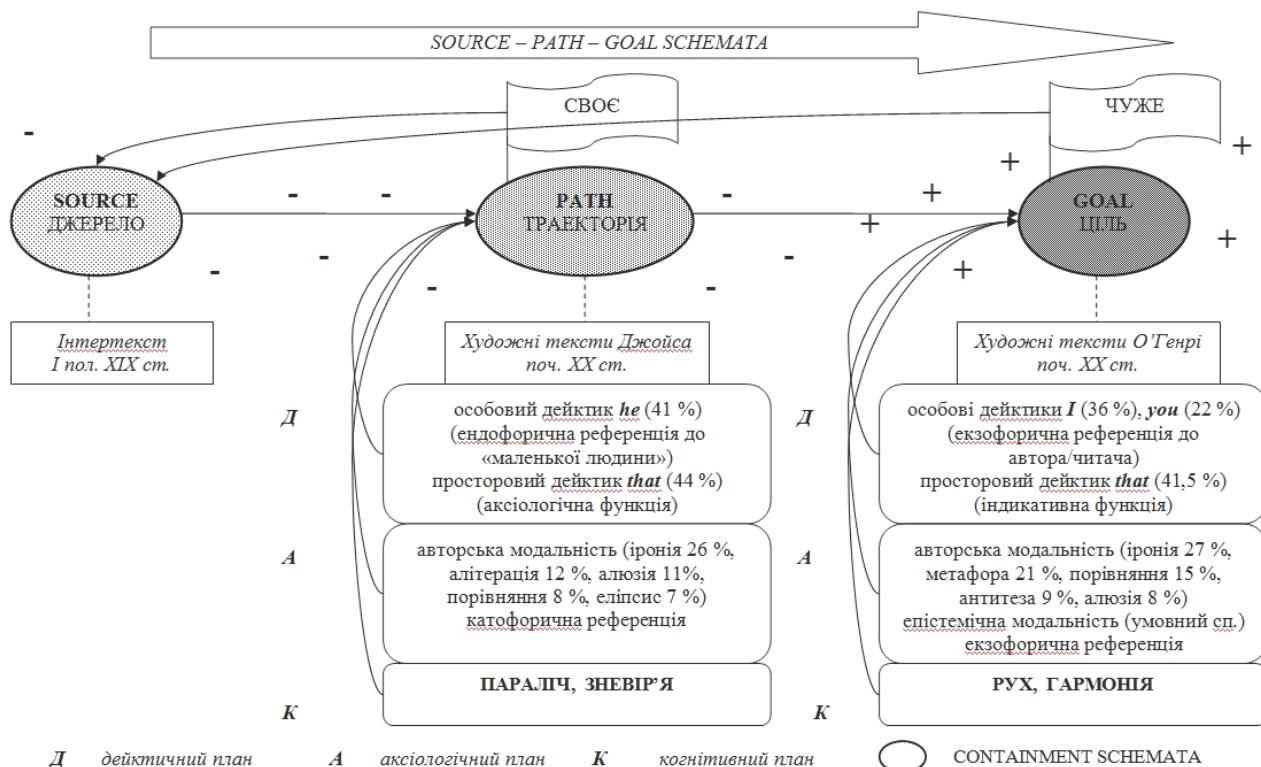 SOURCE – PATH – GOAL SCHEMATA
СВОЄ
ЧУЖЕ
-
+
+
SOURCE
ДЖЕРЕЛО
-
-
PATH
ТРАЕКТОРІЯ
-
+
+
GOAL
ЦІЛЬ
+
-
-
-
-
-
+
+
Інтертекст
І пол. ХІХ ст.
Художні тексти Джойса
поч. ХХ ст.
Художні тексти О’Генрі
поч. ХХ ст.
Д
особовий дейктик he (41 %)
(ендофорична референція до
«маленької людини»)
просторовий дейктик that (44 %)
(аксіологічна функція)
Д
особові дейктики I (36 %), you (22 %)
(екзофорична референція до
автора/читача)
просторовий дейктик that (41,5 %)
(індикативна функція)
А
авторська модальність (іронія 26 %,
алітерація 12 %, алюзія 11%,
порівняння 8 %, еліпсис 7 %)
катофорична референція
А
авторська модальність (іронія 27 %,
метафора 21 %, порівняння 15 %,
антитеза 9 %, алюзія 8 %)
епістемічна модальність (умовний сп.)
екзофорична референція
К
ПАРАЛІЧ, ЗНЕВІР’Я
К
РУХ, ГАРМОНІЯ
Д дейктичний план А аксіологічний план К когнітивний план CONTAINMENT SCHEMATA